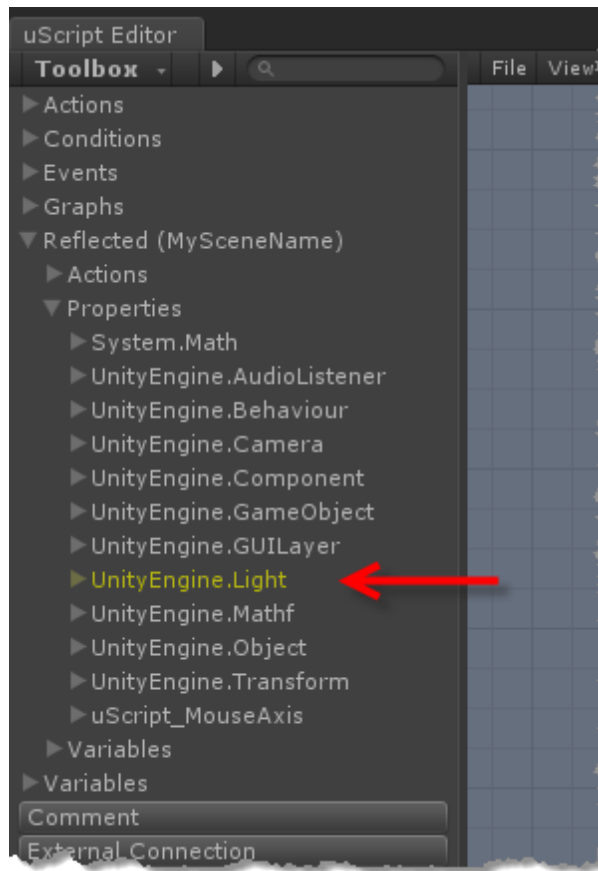 uScript Editor
Toolbox File View
Actions
Conditions
Events
Graphs
Reflected (MySceneName)
Actions
Properties
System.Math
UnityEngine.AudioListener
UnityEngine.Behaviour
UnityEngine.Camera
UnityEngine.Component
UnityEngine.GameObject
UnityEngine.GUILayer
UnityEngine.Light
UnityEngine.Mathf
UnityEngine.Object
UnityEngine.Transform
uScript_MouseAxis
Variables
Variables
Comment
External Connection